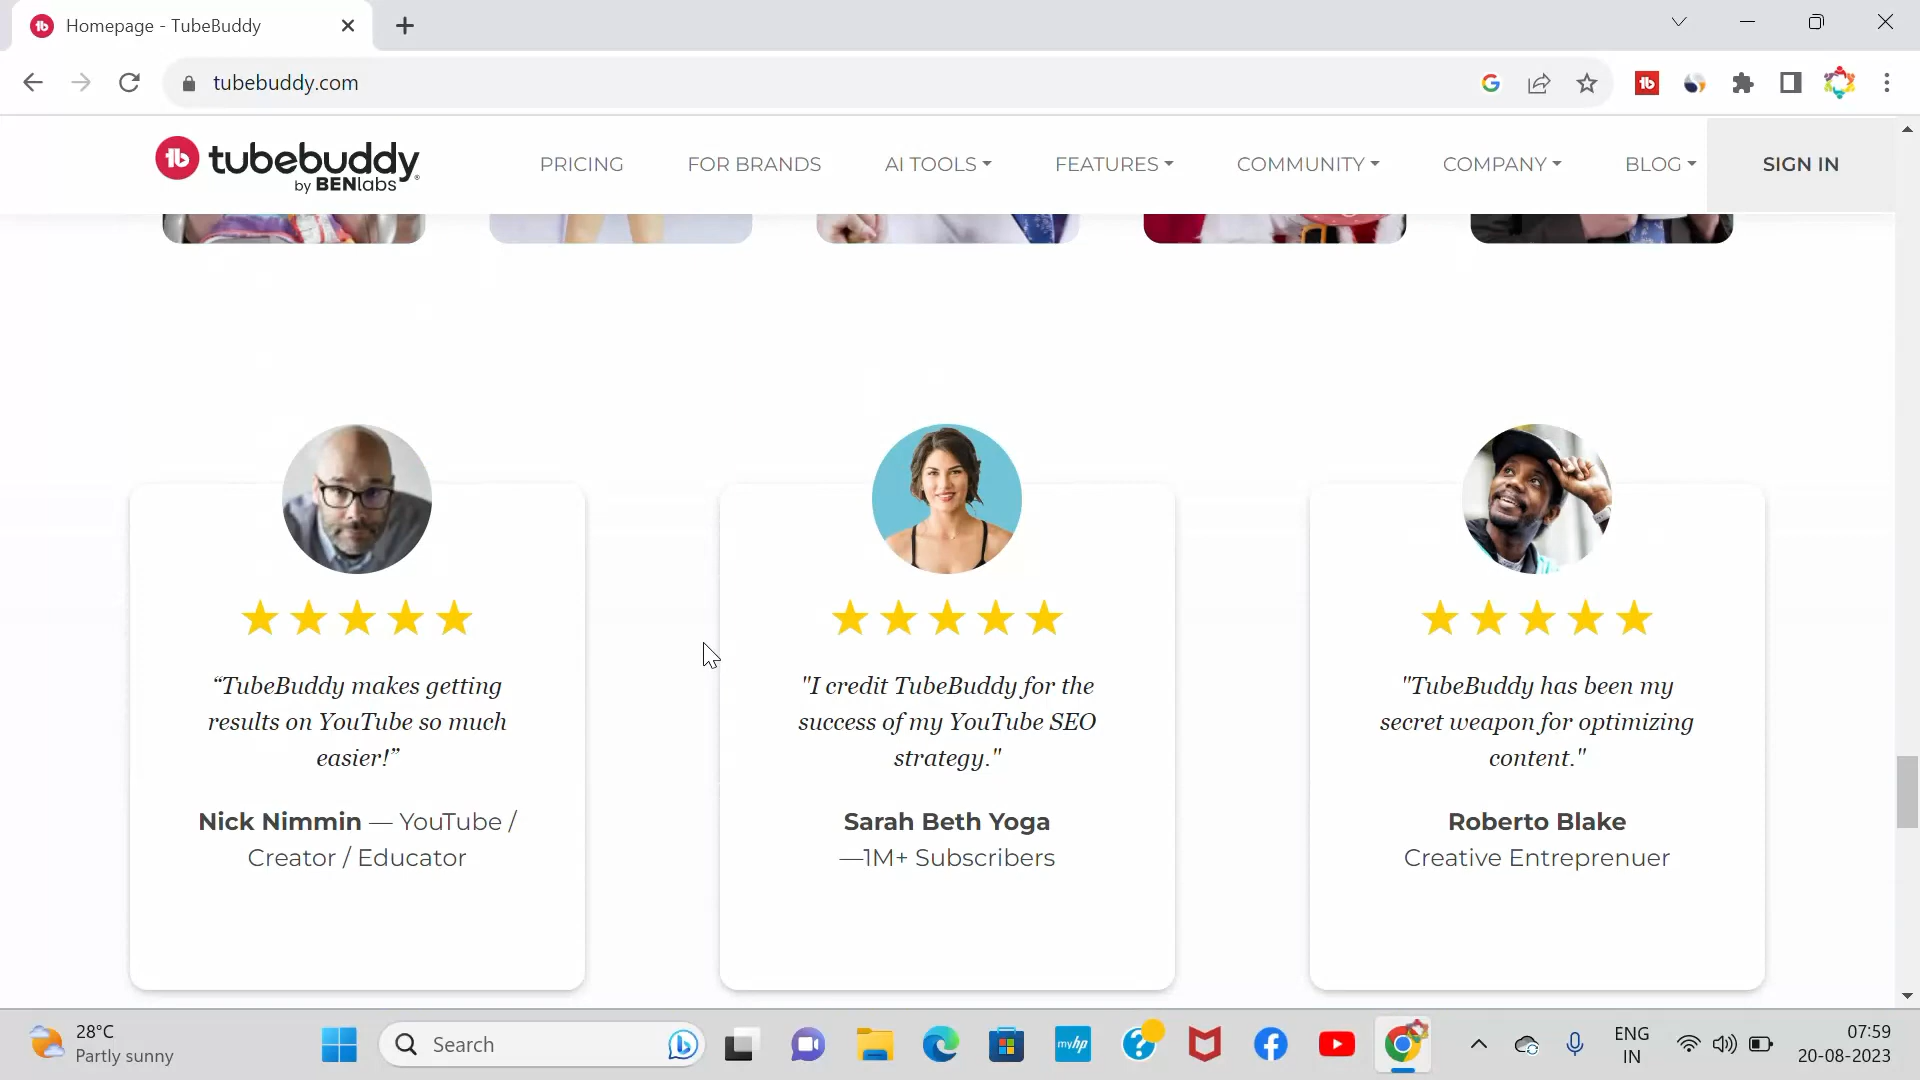 Homepage - TubeBuddy
tubebuddy.com
tb
tb tubebuddy
by BENlabs
PRICING FOR BRANDS AI TOOLS FEATURES COMMUNITY COMPANY BLOG SIGN IN
“TubeBuddy makes getting
results on YouTube so much
easier!”
Nick Nimmin — YouTube /
Creator / Educator
"I credit TubeBuddy for the
success of my YouTube SEO
strategy."
Sarah Beth Yoga
—1M+ Subscribers
"TubeBuddy has been my
secret weapon for optimizing
content."
Roberto Blake
Creative Entreprenuer
28°C
Partly sunny
Search
myhp
ENG
IN
07:59
20-08-2023